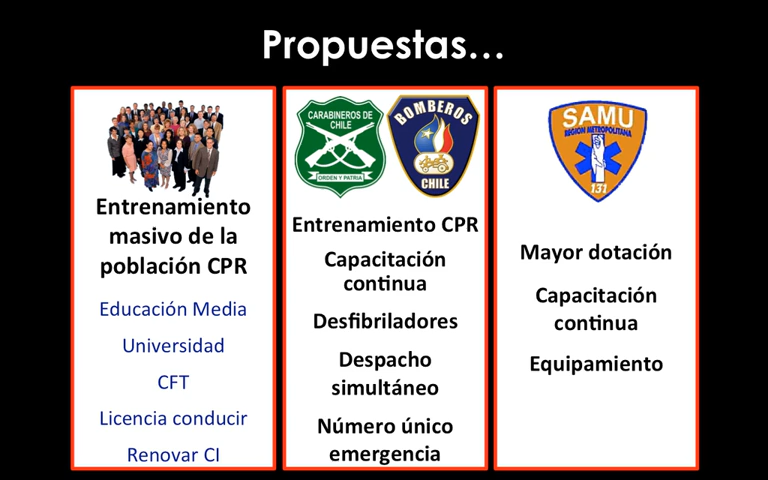 Propuestas...
Entrenamiento
masivo de la
población CPR
Educación Media
Universidad
CFT
Licencia conducir
Renovar CI
CARABINEROS DE
CHILE
ORDEN Y PATRIA
BOMBEROS
CHILE
Entrenamiento CPR
Capacitación
continua
Desfibriladores
Despacho
simultáneo
Número único
emergencia
SAMU
REGION METROPOLITANA
131
Mayor dotación
Capacitación
continua
Equipamiento